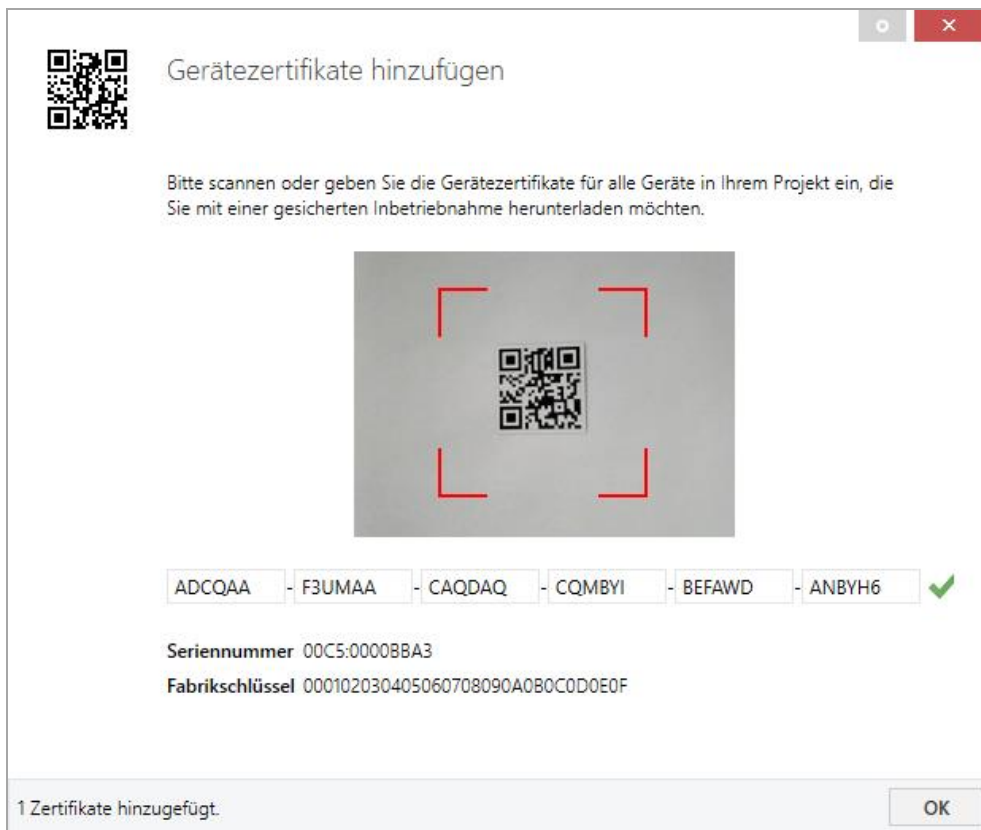 Gerätezertifikate hinzufügen
Bitte scannen oder geben Sie die Gerätezertifikate für alle Geräte in Ihrem Projekt ein, die
Sie mit einer gesicherten Inbetriebnahme herunterladen möchten.
ADCQAA - F3UMAA - CAQDAQ - CQMBYI - BEFAWD - ANBYH6
Seriennummer 00C5:0000BBA3
Fabrikschlüssel 000102030405060708090A0B0C0D0E0F
1 Zertifikate hinzugefügt.
OK